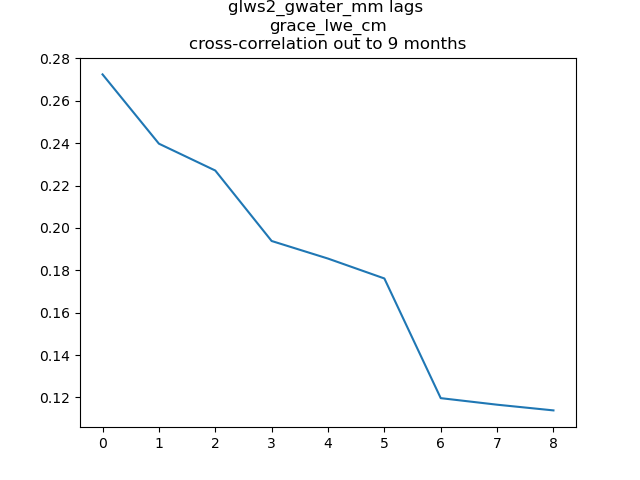 glws2_gwater_mm lags
grace_lwe_cm
cross-correlation out to 9 months
0.28
0.26
0.24
0.22
0.20
0.18
0.16
0.14
0.12
0 1 2 3 4 5 6 7 8